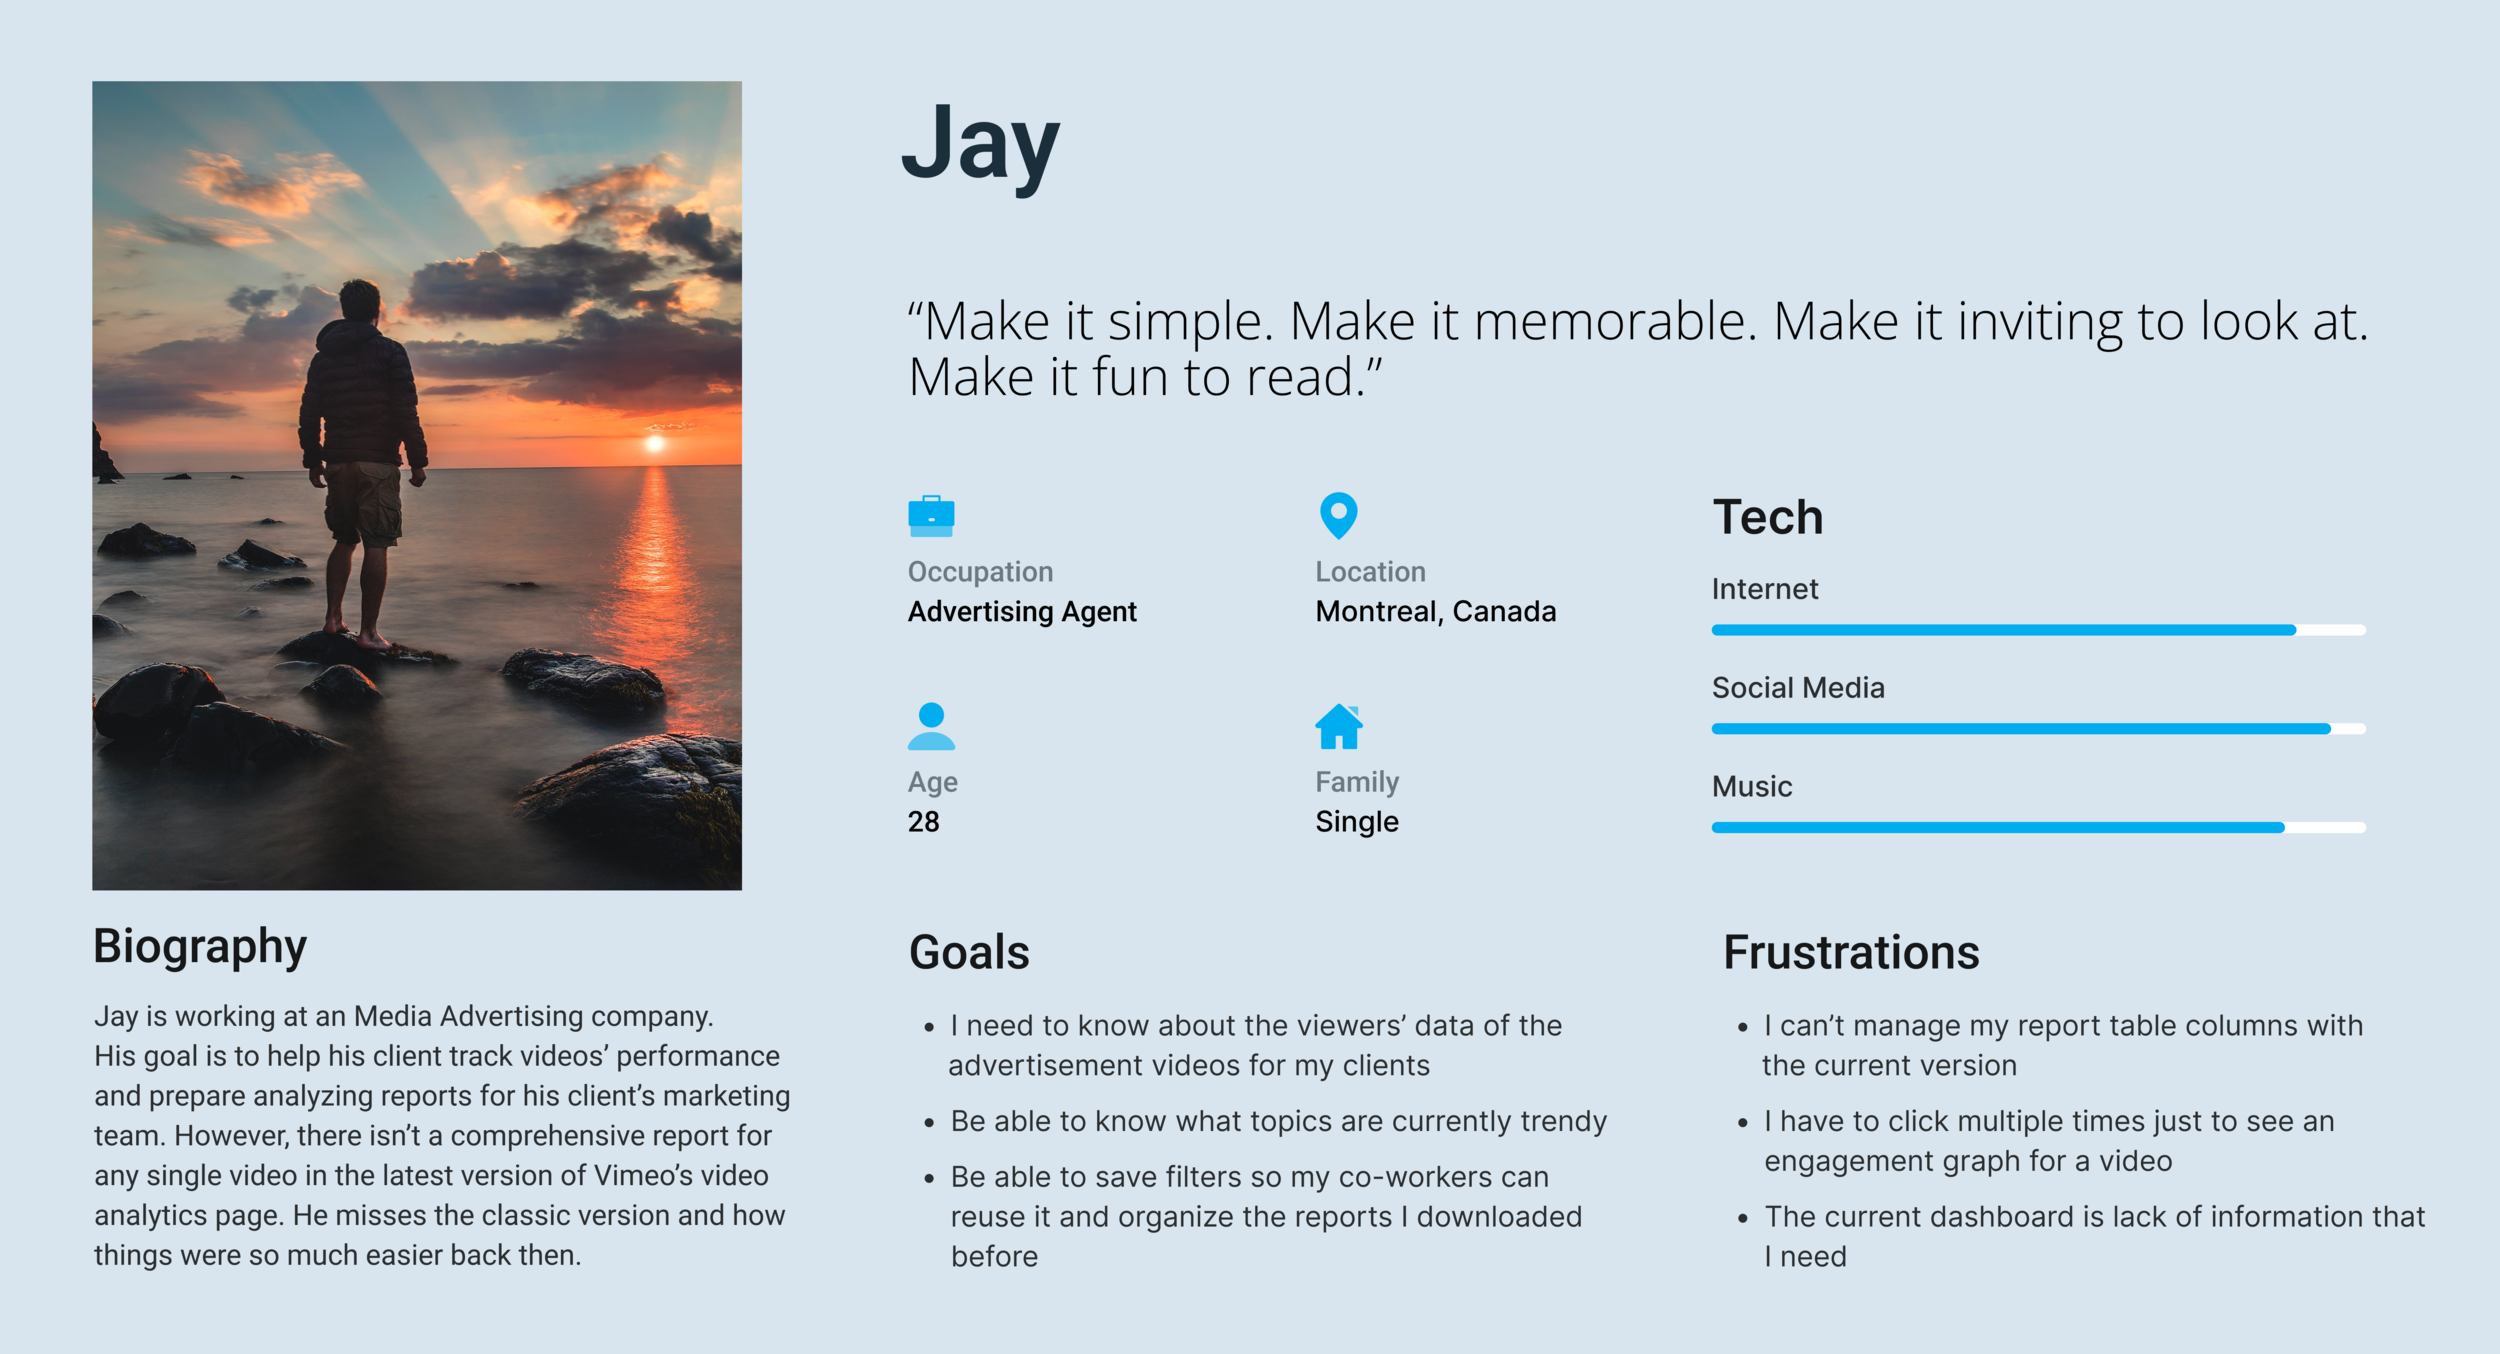 Jay
“Make it simple. Make it memorable. Make it inviting to look at.
Make it fun to read.”
Occupation
Advertising Agent
Location
Montreal, Canada
Age
28
Family
Single
Tech
Internet
Social Media
Music
Biography
Jay is working at an Media Advertising company.
His goal is to help his client track videos’ performance
and prepare analyzing reports for his client’s marketing
team. However, there isn’t a comprehensive report for
any single video in the latest version of Vimeo’s video
analytics page. He misses the classic version and how
things were so much easier back then.
Goals
• I need to know about the viewers’ data of the
advertisement videos for my clients
• Be able to know what topics are currently trendy
• Be able to save filters so my co-workers can
reuse it and organize the reports I downloaded
before
Frustrations
• I can’t manage my report table columns with
the current version
• I have to click multiple times just to see an
engagement graph for a video
• The current dashboard is lack of information that
I need